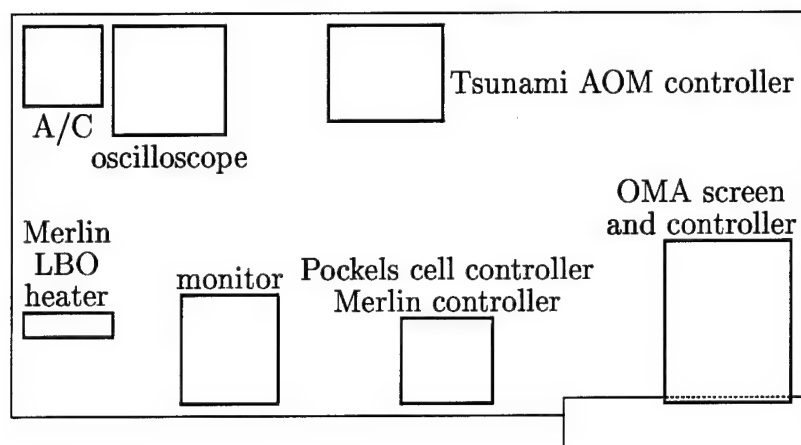 Tsunami AOM controller
A/C
oscilloscope
OMA screen
and controller
Merlin
LBO
heater
monitor
Pockels cell controller
Merlin controller